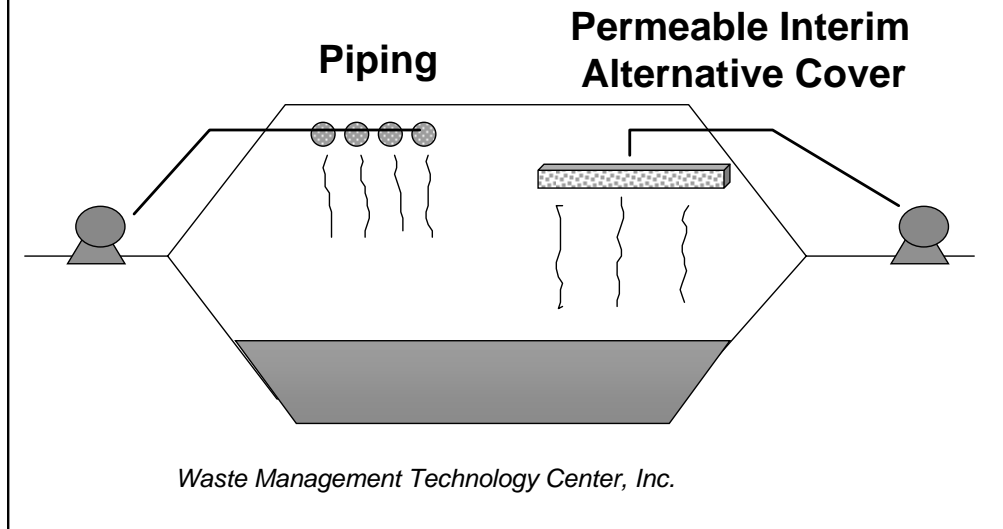 Piping
Permeable Interim
Alternative Cover
Waste Management Technology Center, Inc.